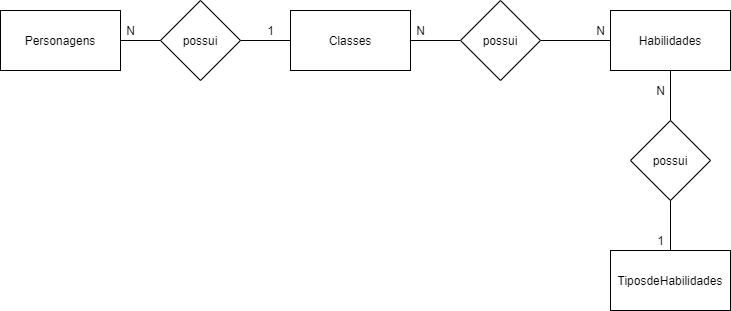 Personagens
N
possui
1
Classes
N
possui
N
Habilidades
N
possui
1
TiposdeHabilidades